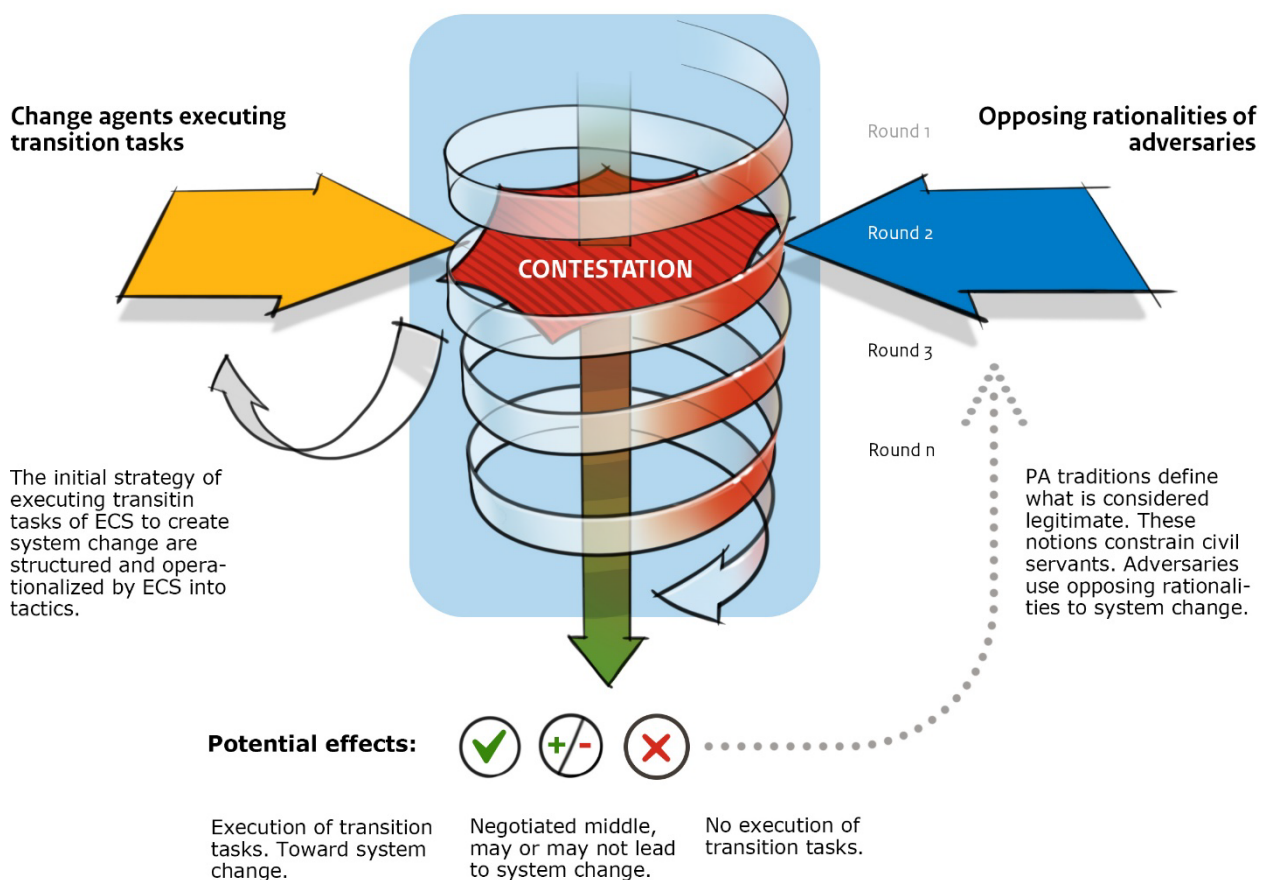 Change agents executing
transition tasks
Opposing rationalities of
adversaries
Round 1
Round 2
CONTESTATION
Round 3
Round n
The initial strategy of
executing transitin
tasks of ECS to create
system change are
structured and opera-
tionalized by ECS into
tactics.
PA traditions define
what is considered
legitimate. These
notions constrain civil
servants. Adversaries
use opposing rationali-
ties to system change.
Potential effects:
+/-
Execution of transition
tasks. Toward system
change.
Negotiated middle,
may or may not lead
to system change.
No execution of
transition tasks.